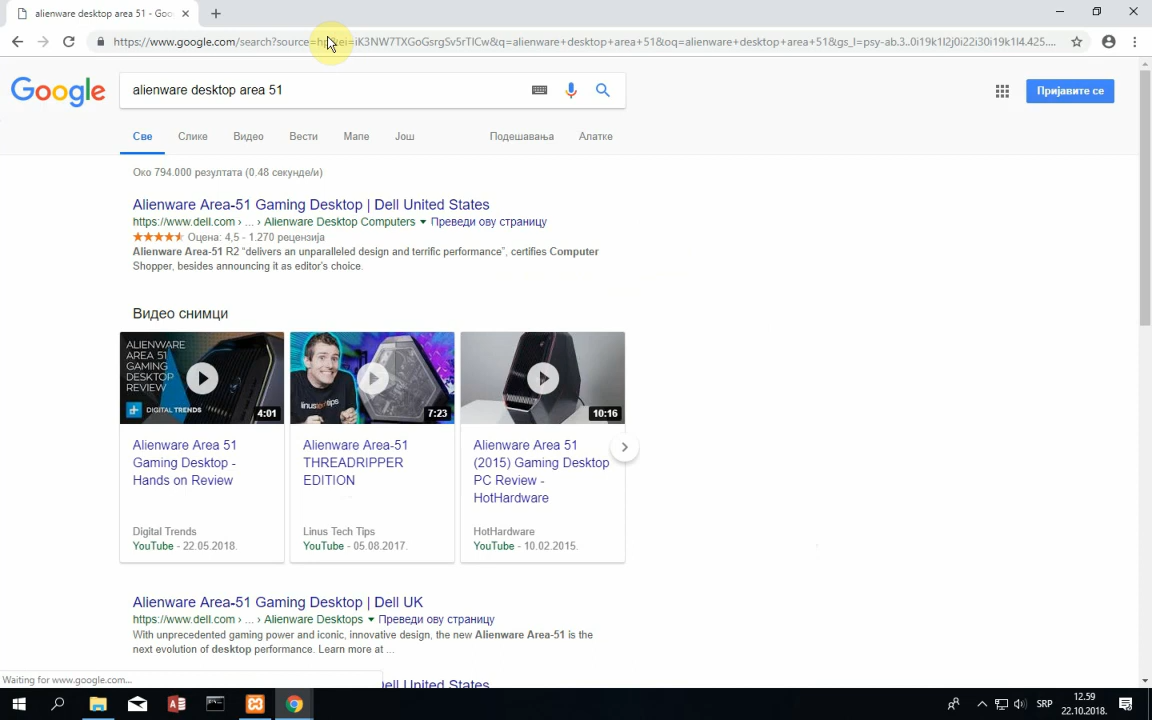 alienware desktop area 51 - Goo
https://www.google.com/search?source=hp&ei=iK3NW7TXGoGsrgSv5rTICw&q=alienware+desktop+area+51&oq=alienware+desktop+area+51&gs_l=psy-ab.3..0i19k1l2j0i22i30i19k1l4.425....
Google
alienware desktop area 51
Пријавите се
Све Слике Видео Вести Мапе Још Подешавања Алатке
Око 794.000 резултата (0.48 секунде/и)
Alienware Area-51 Gaming Desktop | Dell United States
https://www.dell.com › ... › Alienware Desktop Computers ▾ Преведи ову страницу
Оцена: 4,5 - 1.270 рецензија
Alienware Area-51 R2 “delivers an unparalleled design and terrific performance”, certifies Computer
Shopper, besides announcing it as editor's choice.
Видео снимци
ALIENWARE
AREA 51
GAMING
DESKTOP
REVIEW
DIGITAL TRENDS
4:01
linus tech tips
7:23
10:16
Alienware Area 51
Gaming Desktop -
Hands on Review
Digital Trends
YouTube - 22.05.2018.
Alienware Area-51
THREADRIPPER
EDITION
Linus Tech Tips
YouTube - 05.08.2017.
Alienware Area 51
(2015) Gaming Desktop
PC Review -
HotHardware
HotHardware
YouTube - 10.02.2015.
Alienware Area-51 Gaming Desktop | Dell UK
https://www.dell.com › ... › Alienware Desktops ▾ Преведи ову страницу
With unprecedented gaming power and iconic, innovative design, the new Alienware Area-51 is the
next evolution of desktop performance. Learn more at ...
Dell United States
Waiting for www.google.com...
SRP
12.59
22.10.2018.